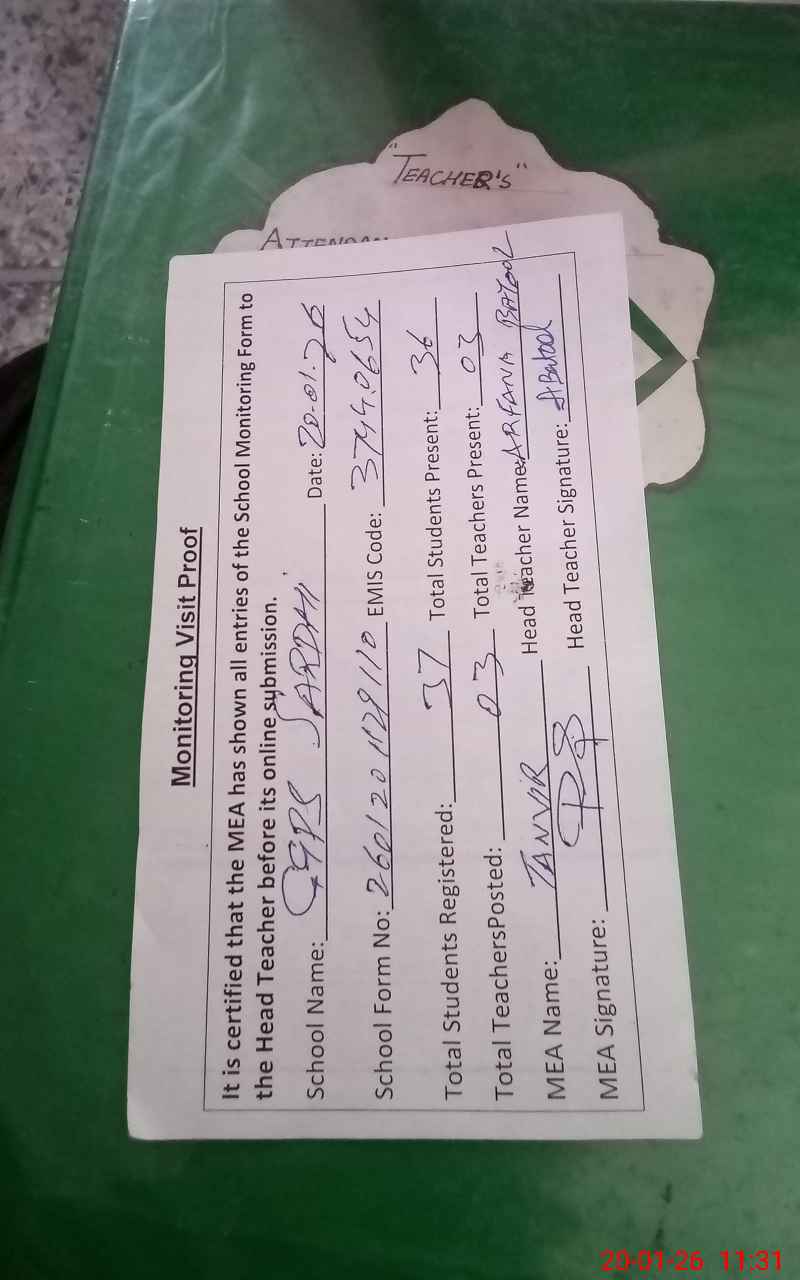 "TEACHER'S"
Monitoring Visit Proof
It is certified that the MEA has shown all entries of the School Monitoring Form to
the Head Teacher before its online submission.
School Name: GPS SARDHI Date: 20-01-26
School Form No: EMIS Code: 37440654
Total Students Registered: 37 Total Students Present: 36
Total TeachersPosted: 03 Total Teachers Present: 03
MEA Name: TANVIR Head Teacher Name: ARFANA BATOOL
MEA Signature: Head Teacher Signature: ABatool
20-01-26 11:31